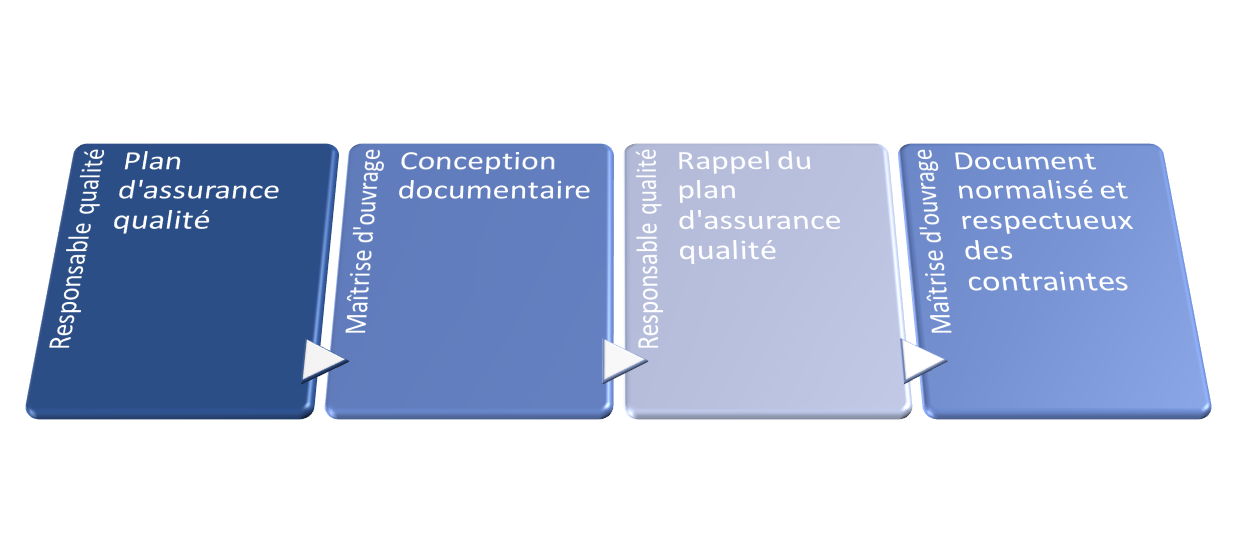 Responsable qualité
Plan
d'assurance
qualité
Maîtrise d'ouvrage
Conception
documentaire
Responsable qualité
Rappel du
plan
d'assurance
qualité
Maîtrise d'ouvrage
Document
normalisé et
respectueux
des
contraintes